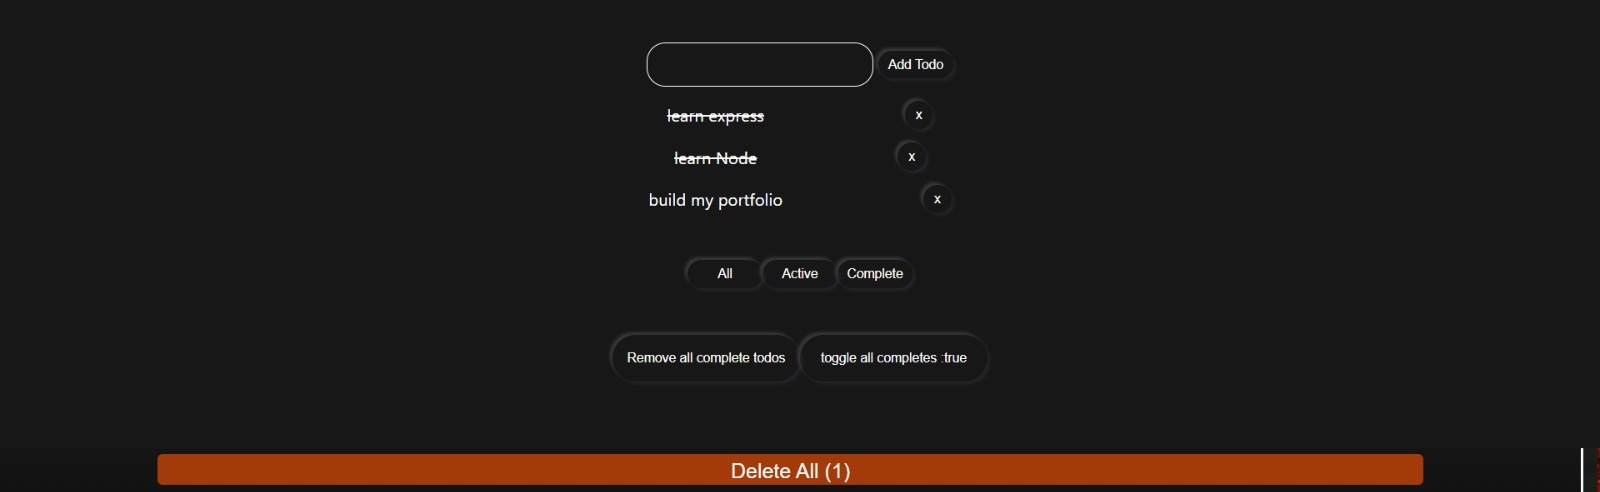 Add Todo
learn express x
learn Node x
build my portfolio x
All Active Complete
Remove all complete todos toggle all completes :true
Delete All (1)